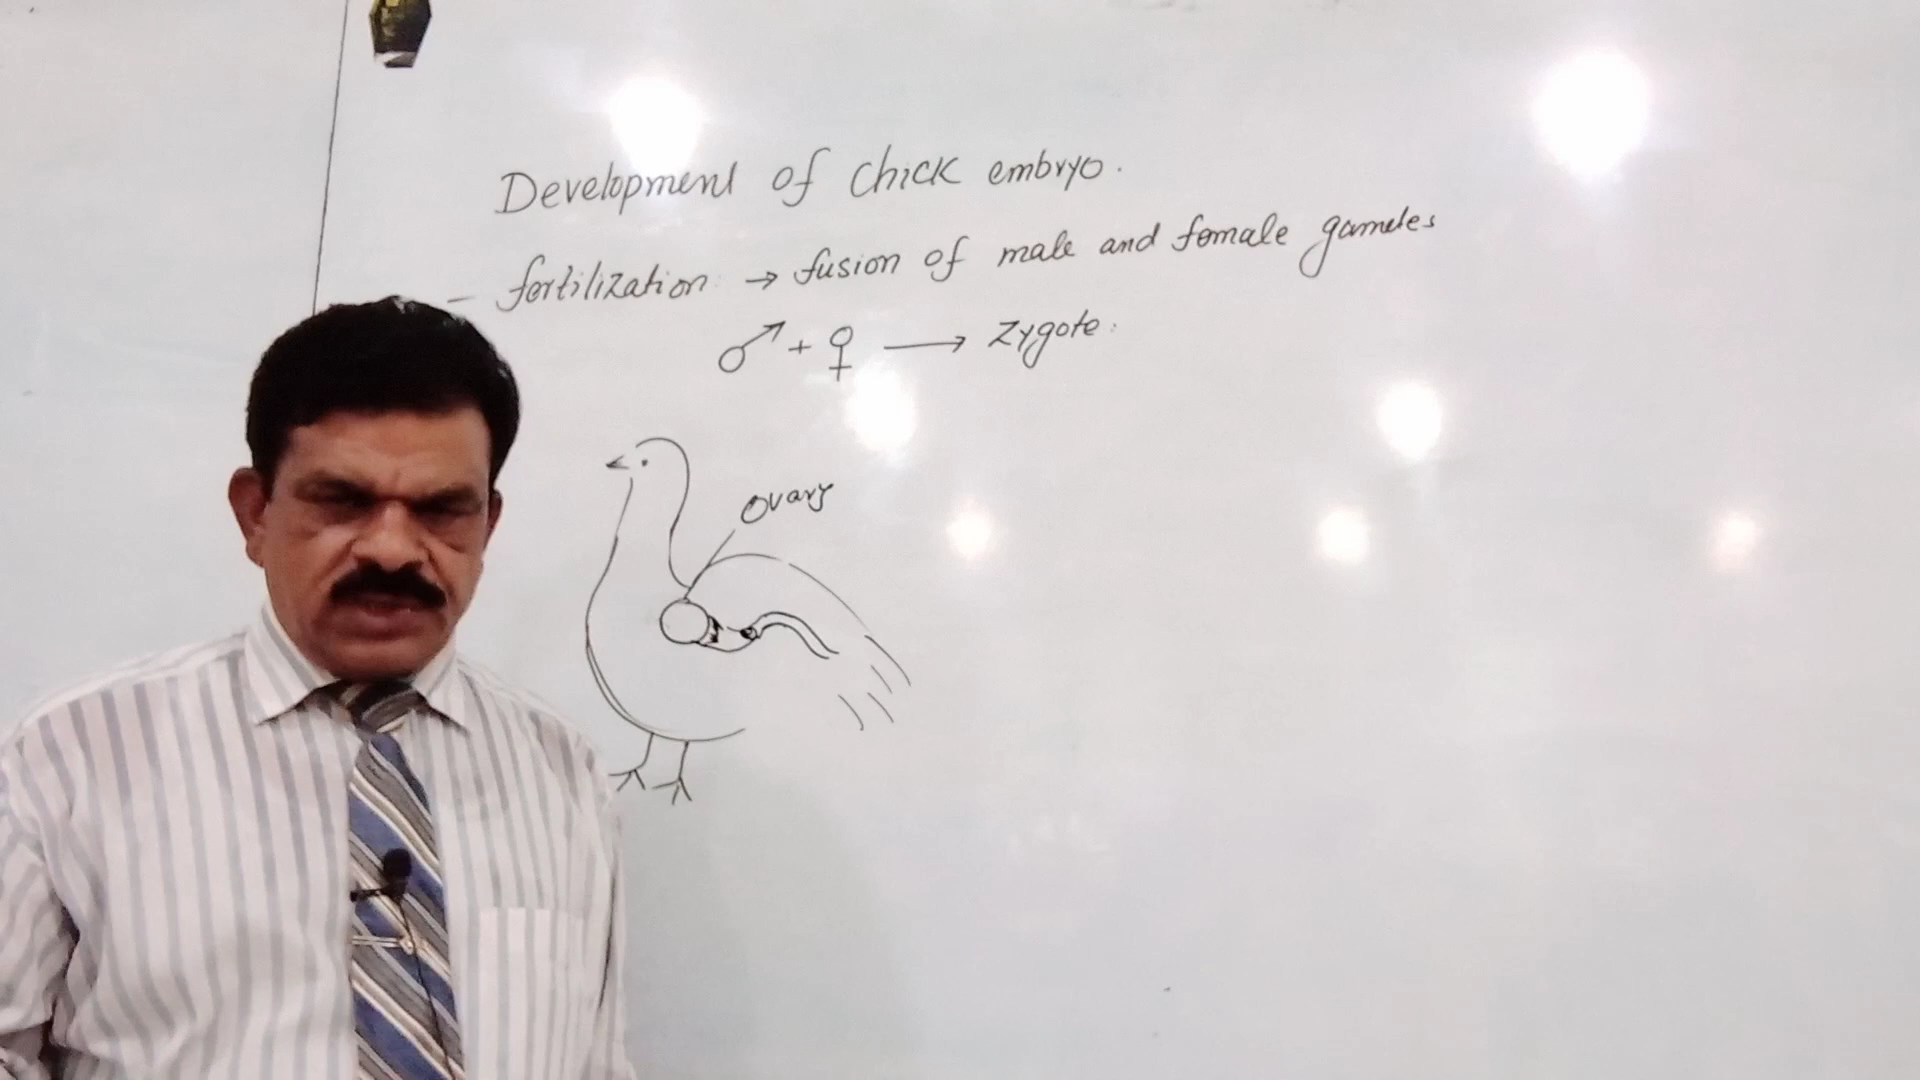 Development of chick embryo.
- fertilization → fusion of male and female gametes
♂ + ♀ → zygote.
ovary